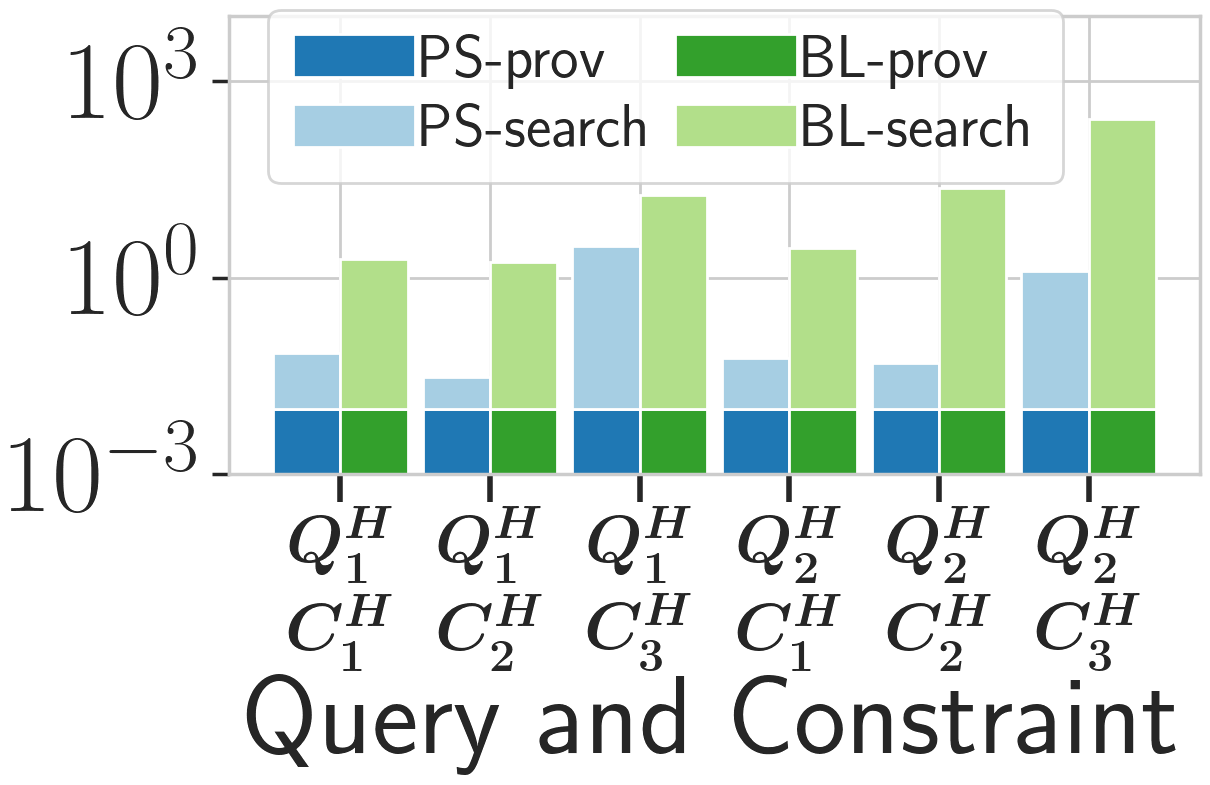 10^3
10^0
10^−3
PS-prov
PS-search
BL-prov
BL-search
Q_1^H Q_1^H Q_1^H Q_2^H Q_2^H Q_2^H
C_1^H C_2^H C_3^H C_1^H C_2^H C_3^H
Query and Constraint